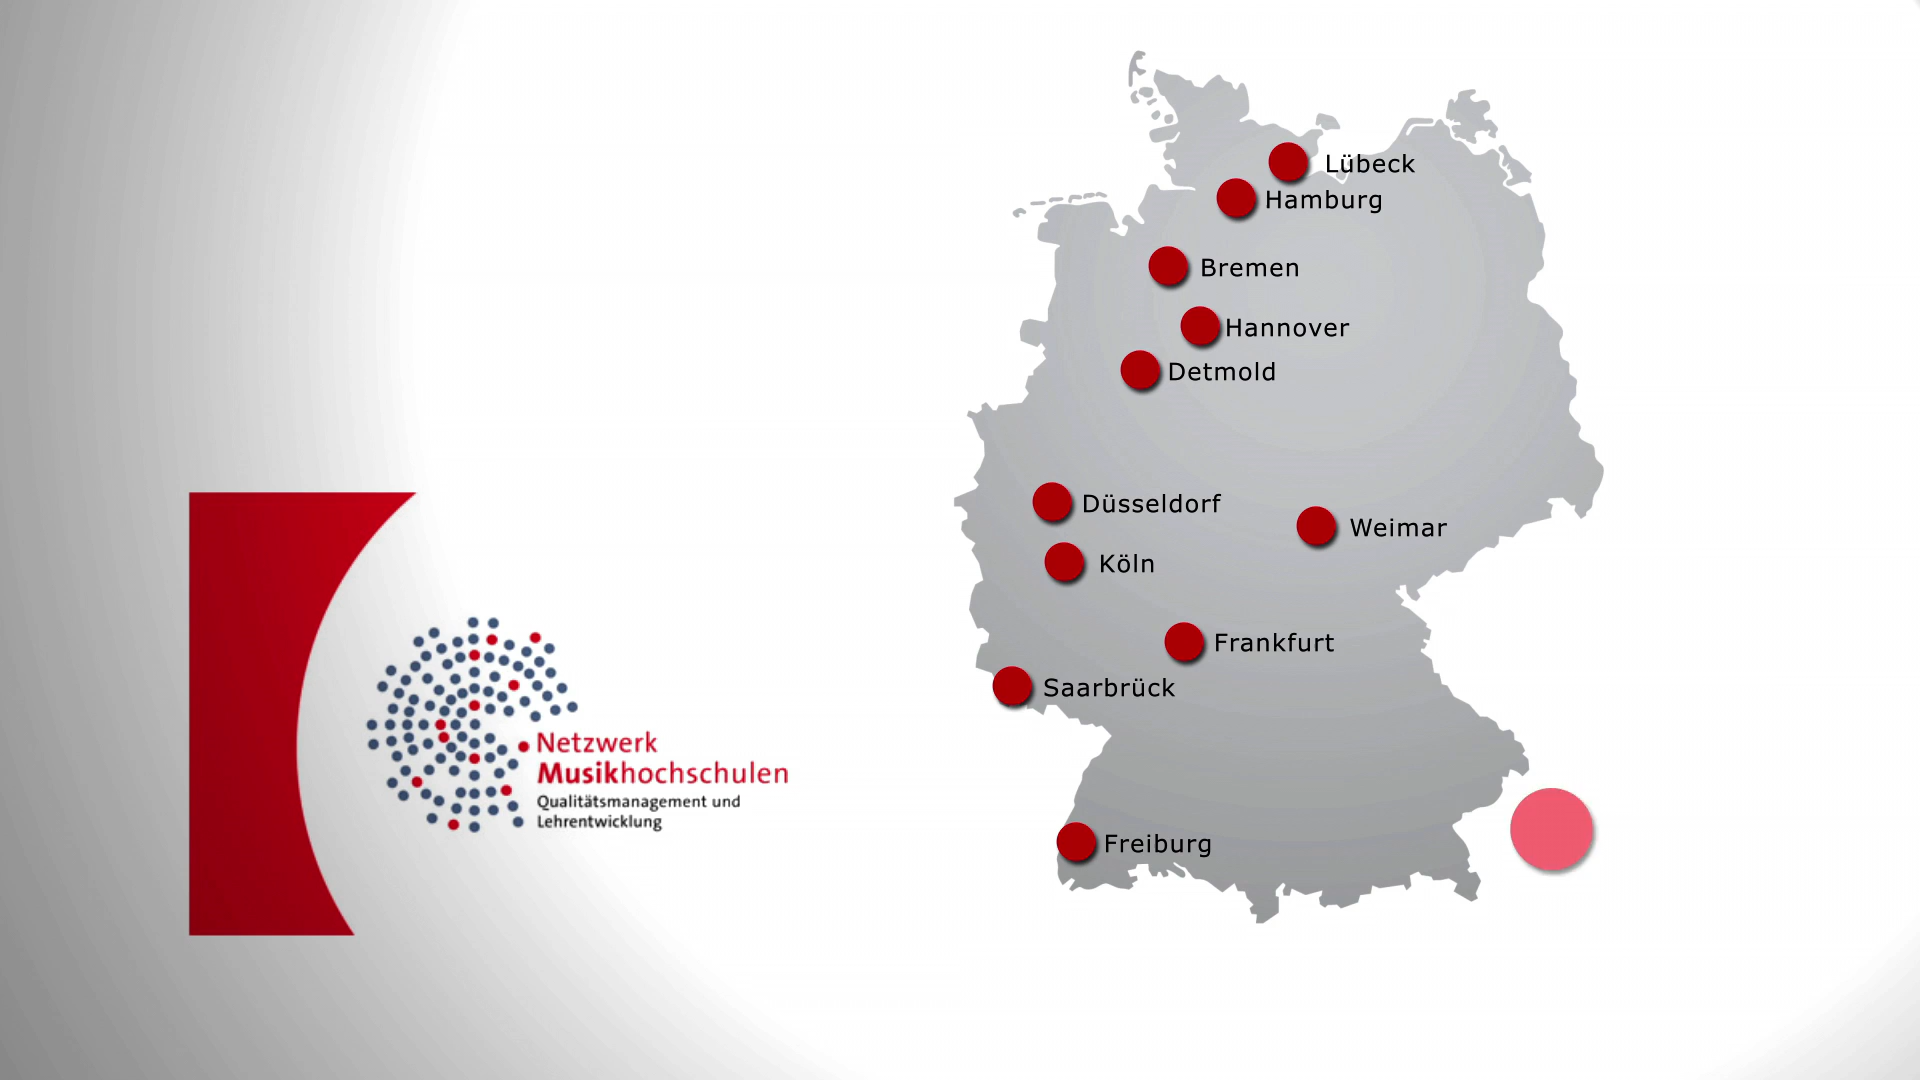 Lübeck
Hamburg
Bremen
Hannover
Detmold
Düsseldorf
Weimar
Köln
Frankfurt
Saarbrück
Freiburg
Netzwerk
Musikhochschulen
Qualitätsmanagement und
Lehrentwicklung